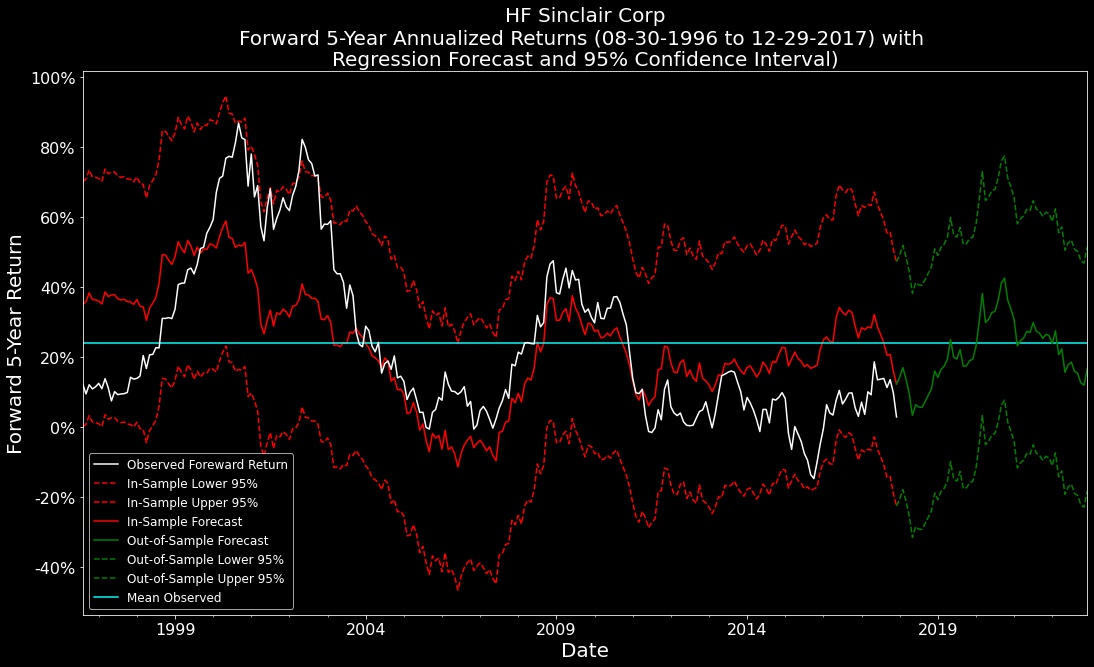 HF Sinclair Corp
Forward 5-Year Annualized Returns (08-30-1996 to 12-29-2017) with
Regression Forecast and 95% Confidence Interval)
100%
80%
60%
40%
20%
0%
-20%
-40%
Forward 5-Year Return
Observed Foreward Return
In-Sample Lower 95%
In-Sample Upper 95%
In-Sample Forecast
Out-of-Sample Forecast
Out-of-Sample Lower 95%
Out-of-Sample Upper 95%
Mean Observed
1999
2004
2009
2014
2019
Date